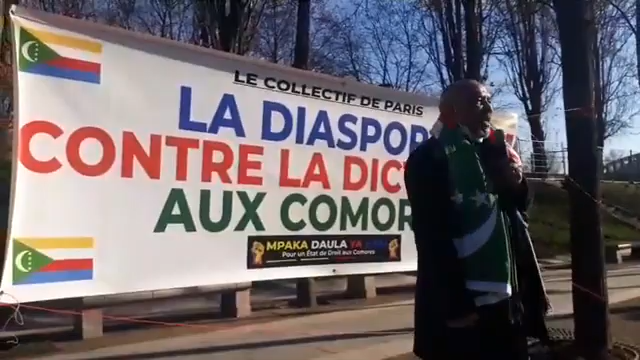 LE COLLECTIF DE PARIS
LA DIASPOR
CONTRE LA DIC
AUX COMOR
MPAKA DAULA YA
Pour un État de Droit aux Comores